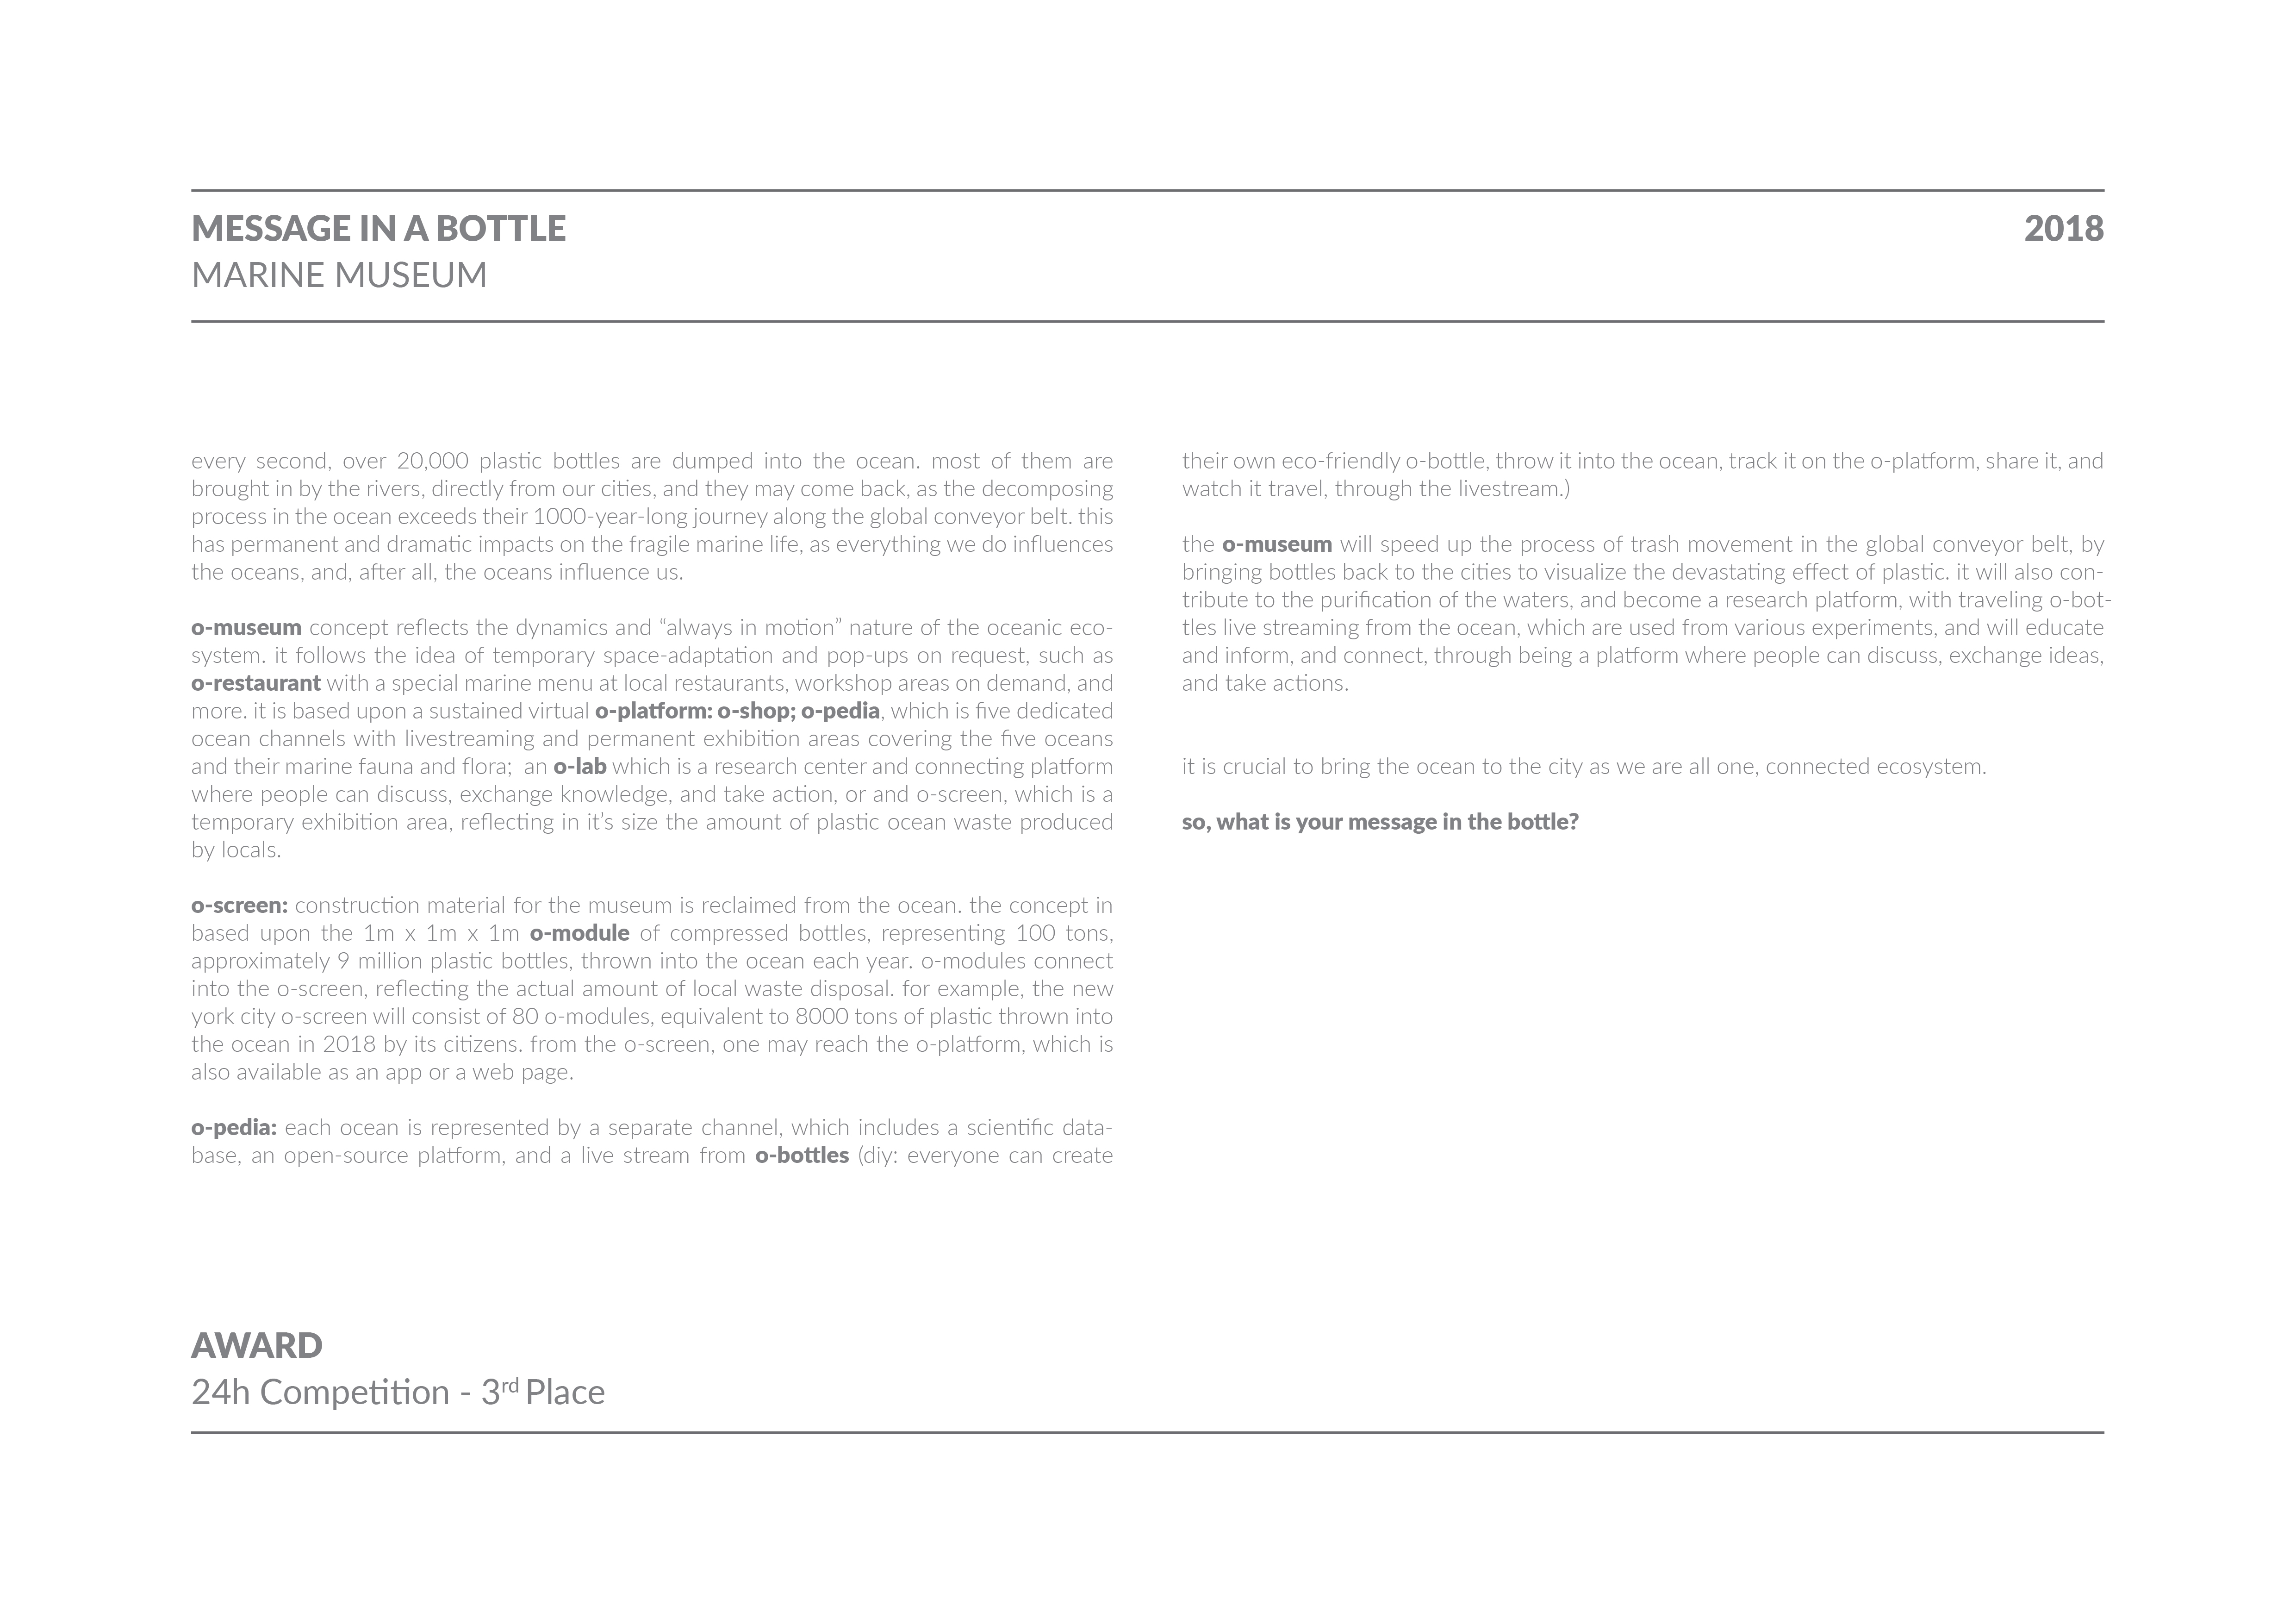 MESSAGE IN A BOTTLE
2018
MARINE MUSEUM
every second, over 20,000 plastic bottles are dumped into the ocean. most of them are
brought in by the rivers, directly from our cities, and they may come back, as the decomposing
process in the ocean exceeds their 1000-year-long journey along the global conveyor belt. this
has permanent and dramatic impacts on the fragile marine life, as everything we do influences
the oceans, and, after all, the oceans influence us.
o-museum concept reflects the dynamics and “always in motion” nature of the oceanic eco-
system. it follows the idea of temporary space-adaptation and pop-ups on request, such as
o-restaurant with a special marine menu at local restaurants, workshop areas on demand, and
more. it is based upon a sustained virtual o-platform: o-shop; o-pedia, which is five dedicated
ocean channels with livestreaming and permanent exhibition areas covering the five oceans
and their marine fauna and flora; an o-lab which is a research center and connecting platform
where people can discuss, exchange knowledge, and take action, or and o-screen, which is a
temporary exhibition area, reflecting in it’s size the amount of plastic ocean waste produced
by locals.
o-screen: construction material for the museum is reclaimed from the ocean. the concept in
based upon the 1m x 1m x 1m o-module of compressed bottles, representing 100 tons,
approximately 9 million plastic bottles, thrown into the ocean each year. o-modules connect
into the o-screen, reflecting the actual amount of local waste disposal. for example, the new
york city o-screen will consist of 80 o-modules, equivalent to 8000 tons of plastic thrown into
the ocean in 2018 by its citizens. from the o-screen, one may reach the o-platform, which is
also available as an app or a web page.
o-pedia: each ocean is represented by a separate channel, which includes a scientific data-
base, an open-source platform, and a live stream from o-bottles (diy: everyone can create
their own eco-friendly o-bottle, throw it into the ocean, track it on the o-platform, share it, and
watch it travel, through the livestream.)
the o-museum will speed up the process of trash movement in the global conveyor belt, by
bringing bottles back to the cities to visualize the devastating effect of plastic. it will also con-
tribute to the purification of the waters, and become a research platform, with traveling o-bot-
tles live streaming from the ocean, which are used from various experiments, and will educate
and inform, and connect, through being a platform where people can discuss, exchange ideas,
and take actions.
it is crucial to bring the ocean to the city as we are all one, connected ecosystem.
so, what is your message in the bottle?
AWARD
24h Competition - 3rd Place